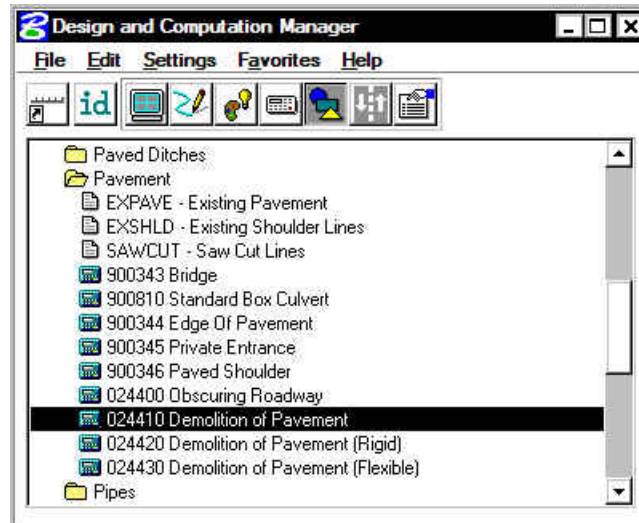 Design and Computation Manager
File Edit Settings Favorites Help
id
Paved Ditches
Pavement
EXPAVE - Existing Pavement
EXSHLD - Existing Shoulder Lines
SAWCUT - Saw Cut Lines
900343 Bridge
900810 Standard Box Culvert
900344 Edge Of Pavement
900345 Private Entrance
900346 Paved Shoulder
024400 Obscuring Roadway
024410 Demolition of Pavement
024420 Demolition of Pavement (Rigid)
024430 Demolition of Pavement (Flexible)
Pipes